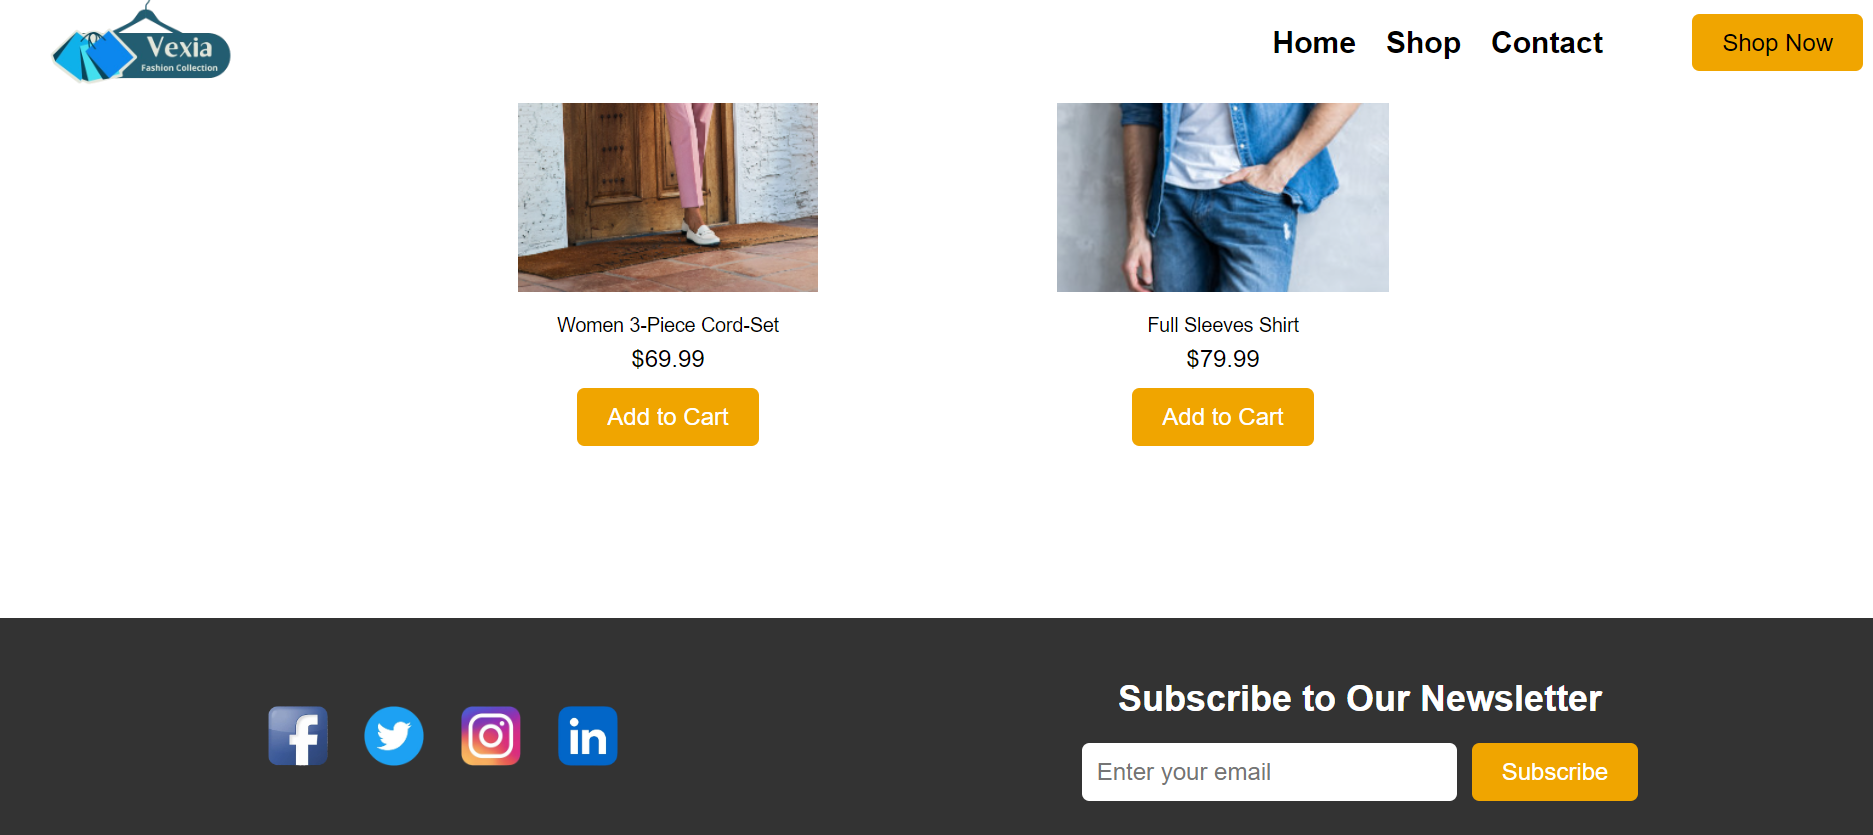 Vexia
Fashion Collection
Home Shop Contact Shop Now
Women 3-Piece Cord-Set
$69.99
Add to Cart
Full Sleeves Shirt
$79.99
Add to Cart
Subscribe to Our Newsletter
Enter your email Subscribe